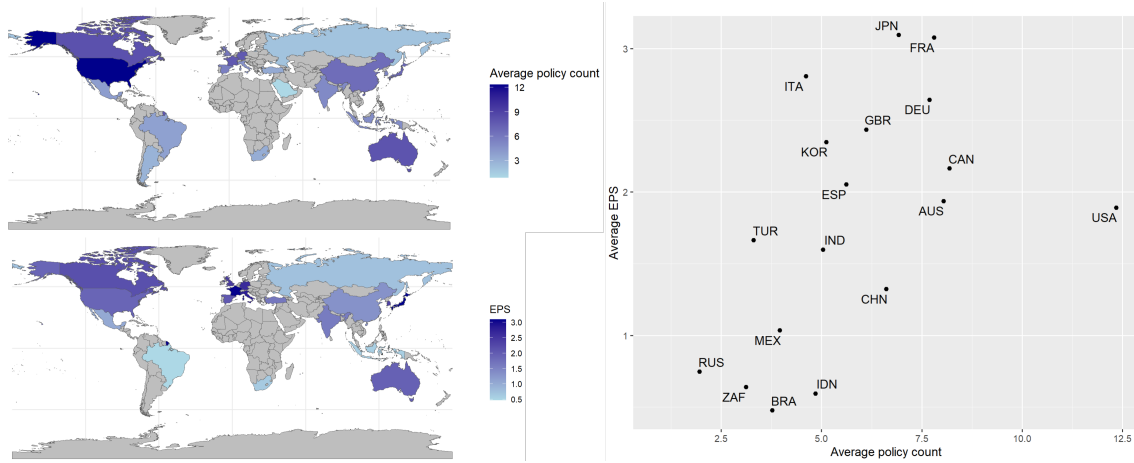 Average policy count
12
9
6
3
EPS
3.0
2.5
2.0
1.5
1.0
0.5
Average EPS
3
2
1
JPN
FRA
ITA
DEU
GBR
KOR
CAN
ESP
AUS
USA
TUR
IND
CHN
MEX
RUS
IDN
ZAF
BRA
2.5 5.0 7.5 10.0 12.5
Average policy count